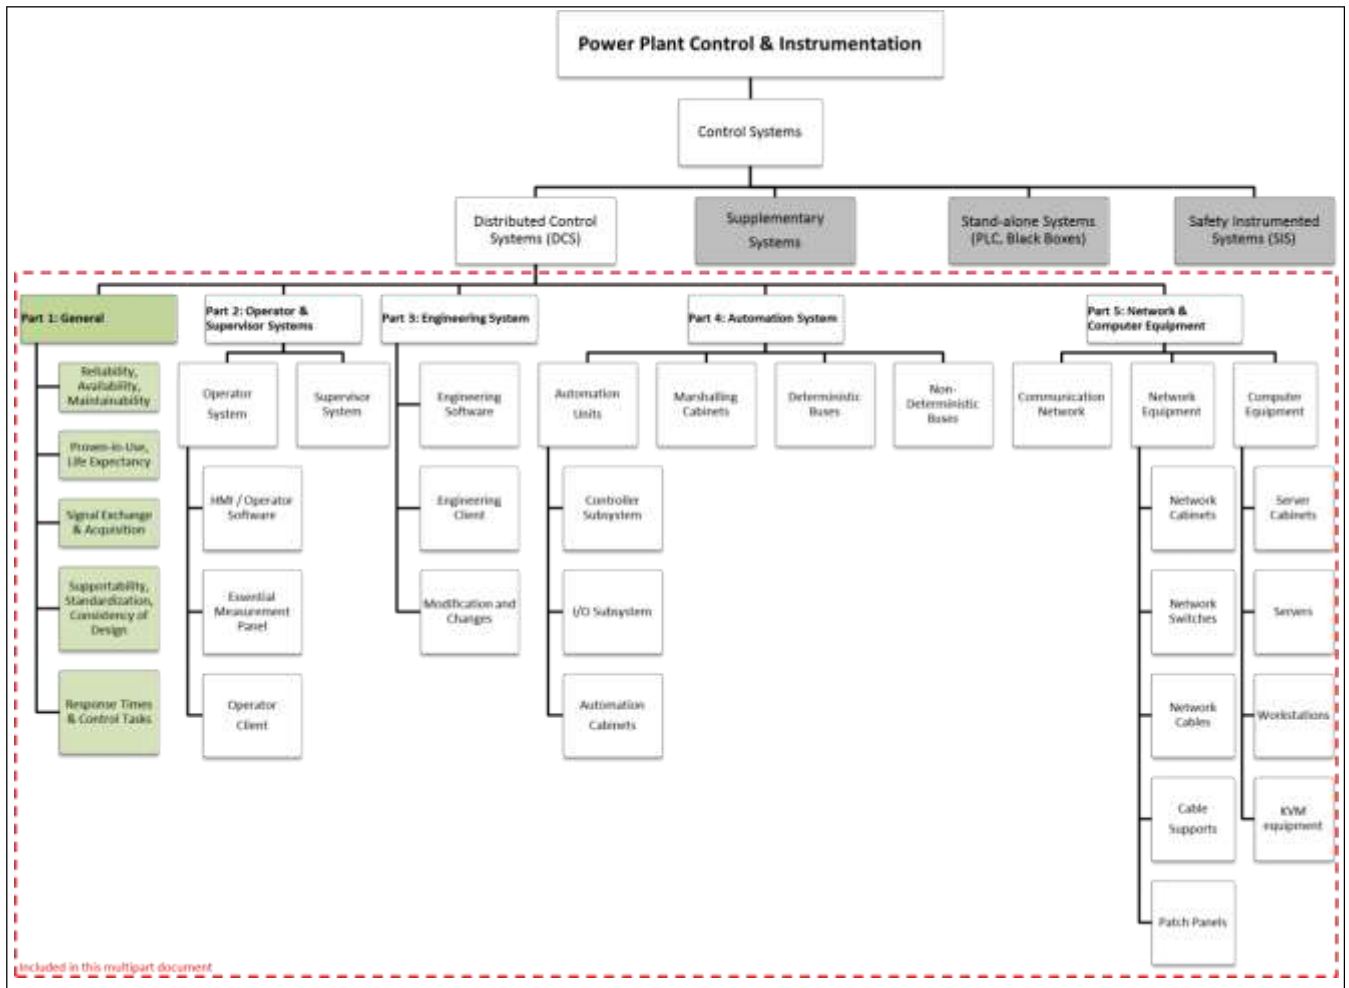 Power Plant Control & Instrumentation
Control Systems
Distributed Control
Systems (DCS)
Supplementary
Systems
Stand-alone Systems
(PLC, Black Boxes)
Safety Instrumented
Systems (SIS)
Part 1: General
Reliability,
Availability,
Maintainability
Proven-in-Use,
Life Expectancy
Signal Exchange
& Acquisition
Supportability,
Standardization,
Consistency of
Design
Response Times
& Control Tasks
Part 2: Operator &
Supervisor Systems
Operator
System
Supervisor
System
HMI / Operator
Software
Essential
Measurement
Panel
Operator
Client
Part 3: Engineering System
Engineering
Software
Engineering
Client
Modification and
Changes
Part 4: Automation System
Automation
Units
Marshalling
Cabinets
Deterministic
Buses
Non-
Deterministic
Buses
Controller
Subsystem
I/O Subsystem
Automation
Cabinets
Part 5: Network &
Computer Equipment
Communication
Network
Network
Equipment
Computer
Equipment
Network
Cabinets
Network
Switches
Network
Cables
Cable
Supports
Patch Panels
Server
Cabinets
Servers
Workstations
KVM
equipment
Included in this multipart document